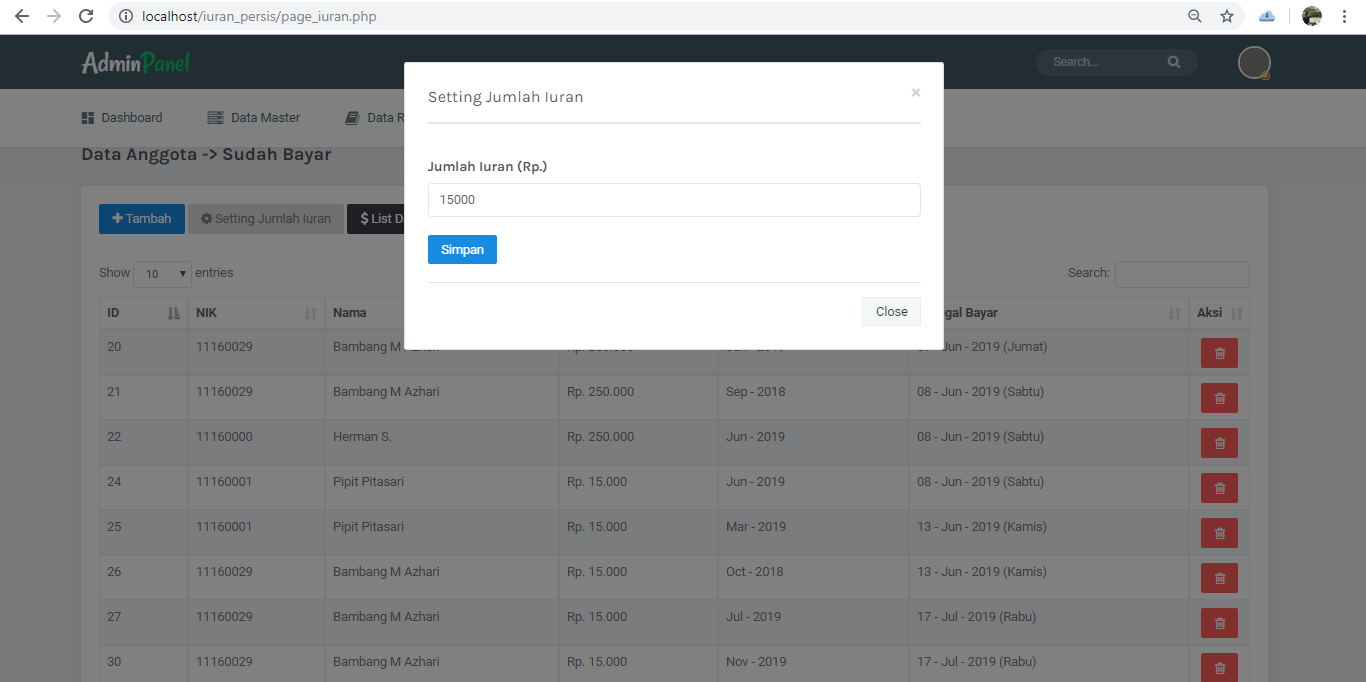 localhost/iuran_persis/page_iuran.php
AdminPanel
Search...
Setting Jumlah Iuran
×
Dashboard
Data Master
Data R
Data Anggota -> Sudah Bayar
Jumlah Iuran (Rp.)
15000
Tambah
Setting Jumlah Iuran
$ List D
Simpan
Show 10 entries
Search:
Close
ID NIK Nama gal Bayar Aksi
20 11160029 Bambang M Jun - 2019 (Jumat)
21 11160029 Bambang M Azhari Rp. 250.000 Sep - 2018 08 - Jun - 2019 (Sabtu)
22 11160000 Herman S. Rp. 250.000 Jun - 2019 08 - Jun - 2019 (Sabtu)
24 11160001 Pipit Pitasari Rp. 15.000 Jun - 2019 08 - Jun - 2019 (Sabtu)
25 11160001 Pipit Pitasari Rp. 15.000 Mar - 2019 13 - Jun - 2019 (Kamis)
26 11160029 Bambang M Azhari Rp. 15.000 Oct - 2018 13 - Jun - 2019 (Kamis)
27 11160029 Bambang M Azhari Rp. 15.000 Jul - 2019 17 - Jul - 2019 (Rabu)
30 11160029 Bambang M Azhari Rp. 15.000 Nov - 2019 17 - Jul - 2019 (Rabu)